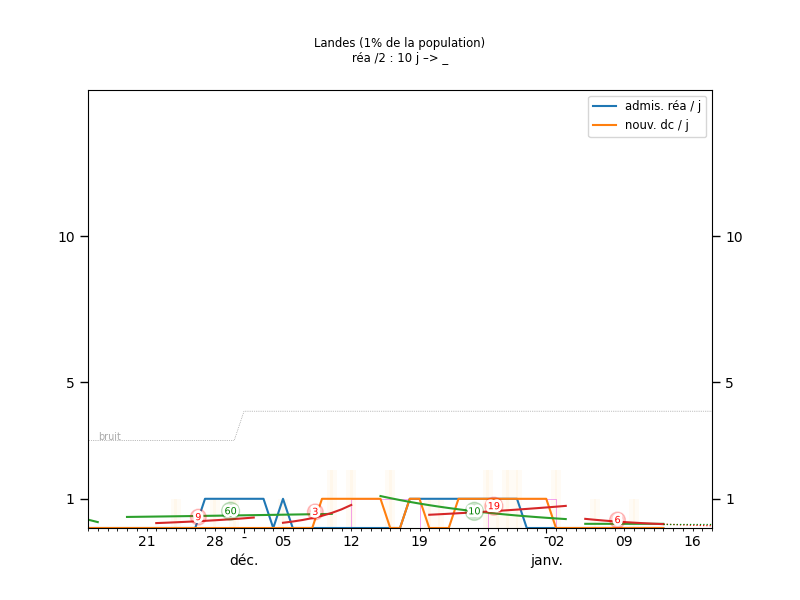 Landes (1% de la population)
réa /2 : 10 j –> _
admis. réa / j
nouv. dc / j
10 10
5 5
bruit
1 1
9 60 3 10 19 6
21 28 - 05 12 19 26 -02 09 16
déc. janv.